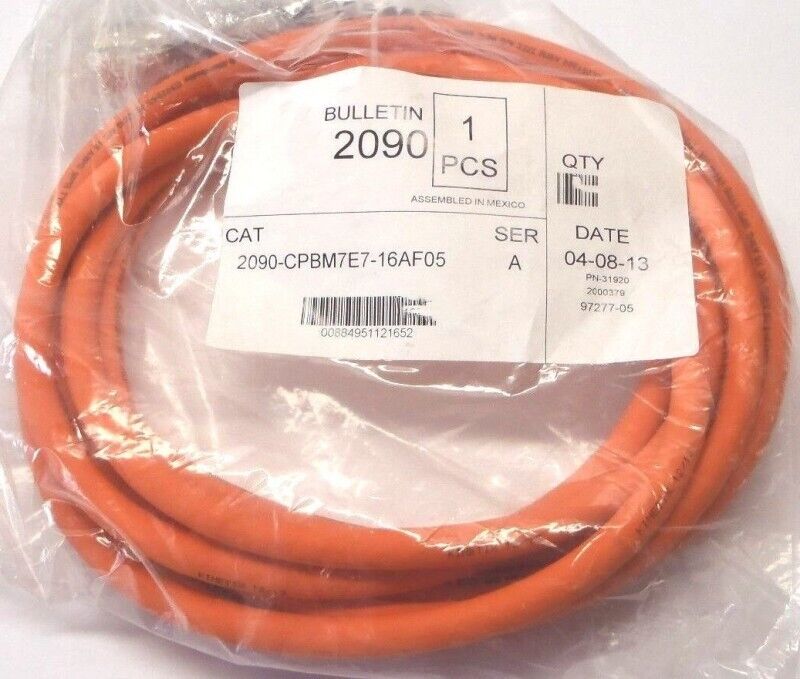 BULLETIN
2090
1
PCS
ASSEMBLED IN MEXICO
QTY
CAT
2090-CPBM7E7-16AF05
SER
A
DATE
04-08-13
PN-31920
2000379
97277-05
00884951121652